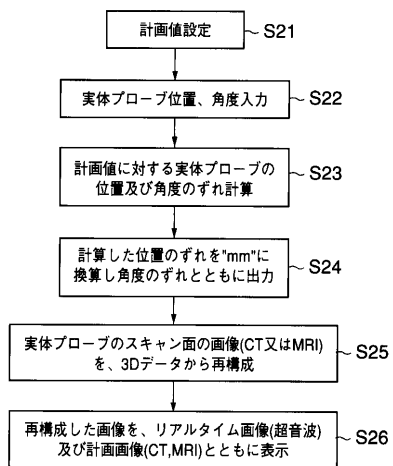 計画値設定
S21
実体プローブ位置、角度入力
S22
計画値に対する実体プローブの
位置及び角度のずれ計算
S23
計算した位置のずれを"mm"に
換算し角度のずれとともに出力
S24
実体プローブのスキャン面の画像(CT又はMRI)
を、3Dデータから再構成
S25
再構成した画像を、リアルタイム画像(超音波)
及び計画画像(CT,MRI)とともに表示
S26